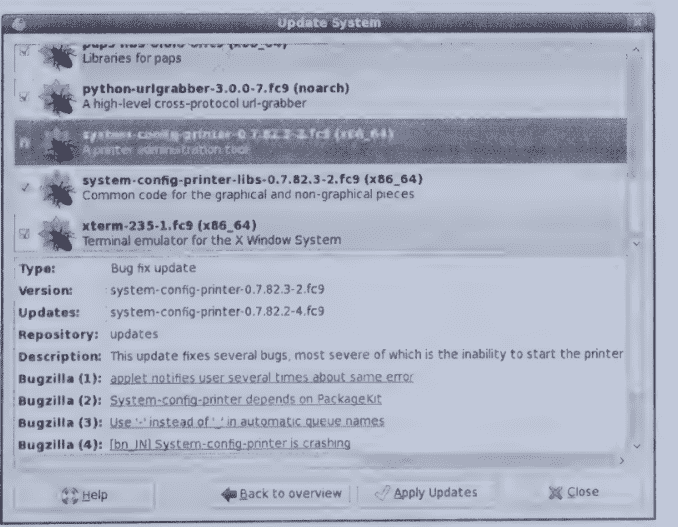 Update System
Libraries for paps
python-urlgrabber-3.0.0-7.fc9 (noarch)
A high-level cross-protocol url-grabber
system-config-printer-0.7.82.3-2.fc9 (x86_64)
A printer administration tool
system-config-printer-libs-0.7.82.3-2.fc9 (x86_64)
Common code for the graphical and non-graphical pieces
xterm-235-1.fc9 (x86_64)
Terminal emulator for the X Window System
Type: Bug fix update
Version: system-config-printer-0.7.82.3-2.fc9
Updates: system-config-printer-0.7.82.2-4.fc9
Repository: updates
Description: This update fixes several bugs, most severe of which is the inability to start the printer
Bugzilla (1): applet notifies user several times about same error
Bugzilla (2): System-config-printer depends on PackageKit
Bugzilla (3): Use '-' instead of '_' in automatic queue names
Bugzilla (4): [bn_IN] System-config-printer is crashing
Help Back to overview Apply Updates Close